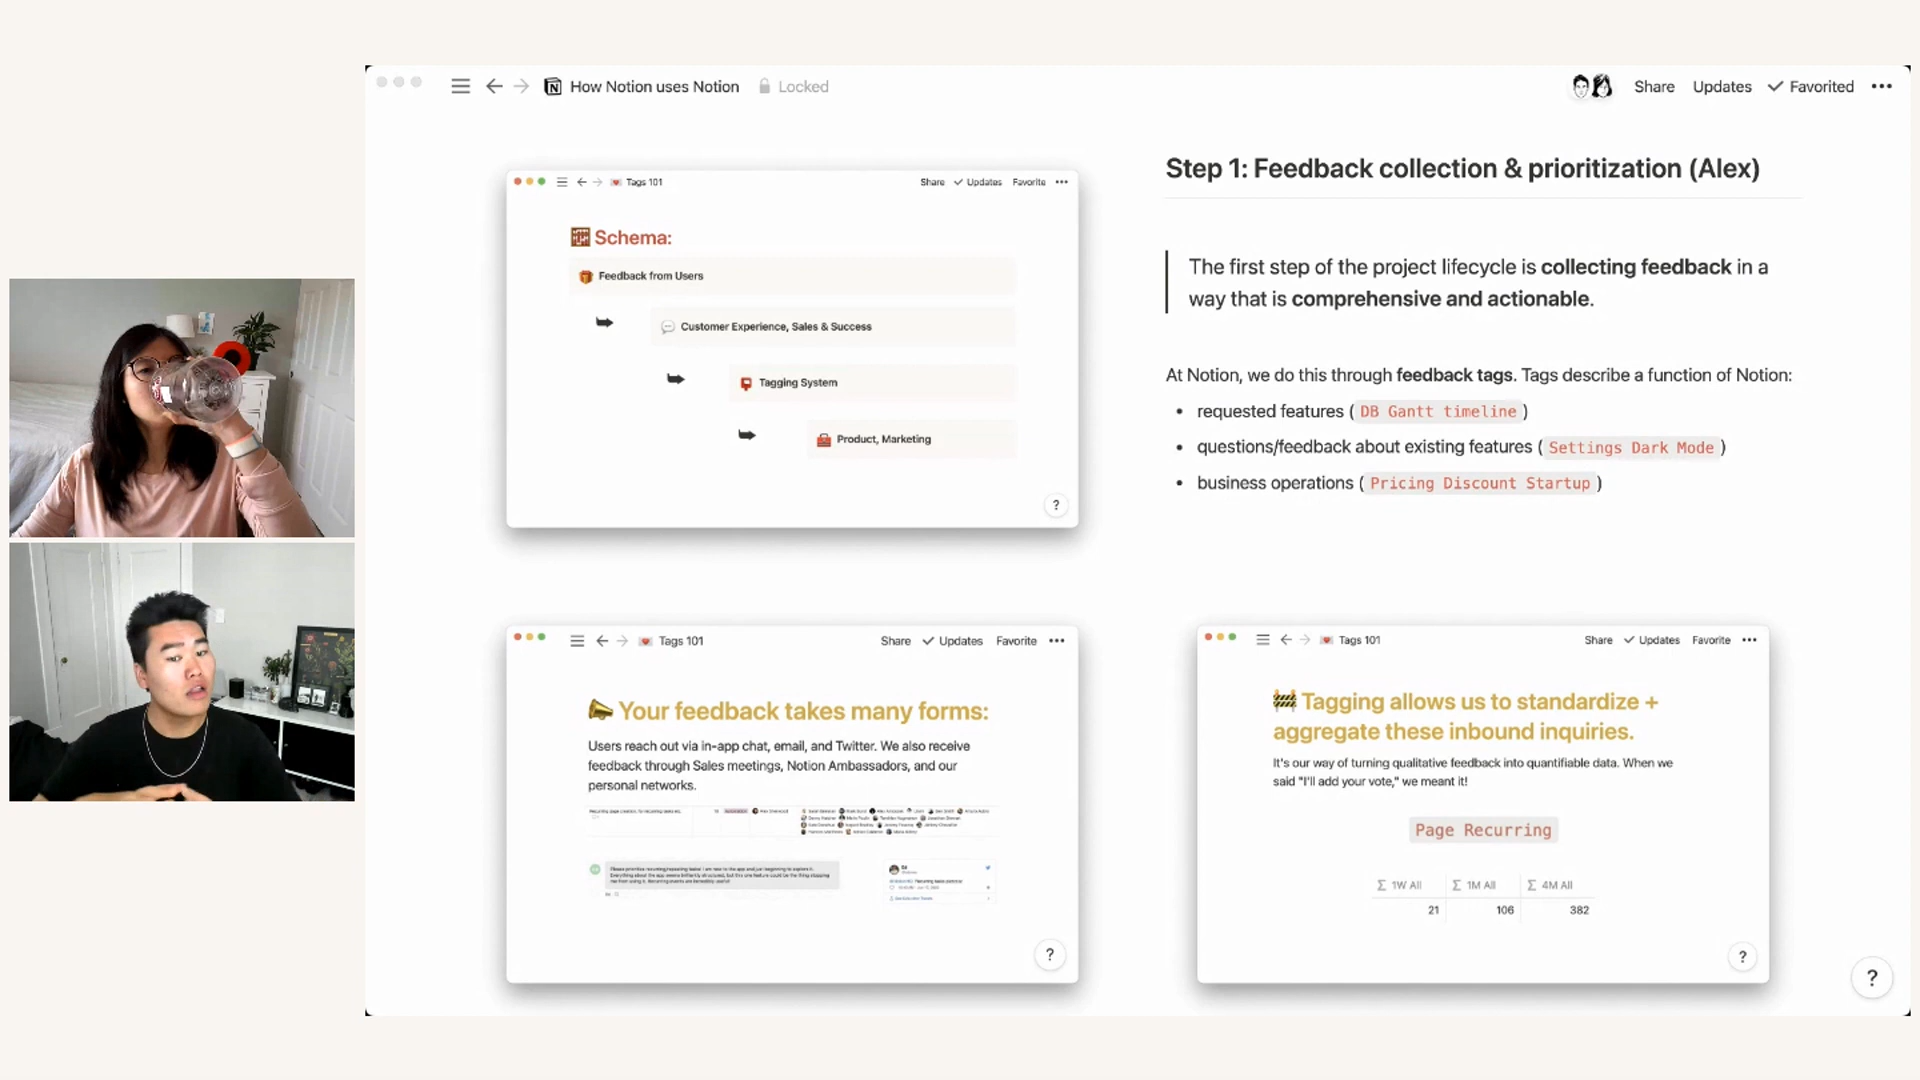 How Notion uses Notion Locked
Share Updates Favorited
Tags 101
Share Updates Favorite
Schema:
Feedback from Users
Customer Experience, Sales & Success
Tagging System
Product, Marketing
?
Step 1: Feedback collection & prioritization (Alex)
The first step of the project lifecycle is collecting feedback in a
way that is comprehensive and actionable.
At Notion, we do this through feedback tags. Tags describe a function of Notion:
• requested features ( DB Gantt timeline )
• questions/feedback about existing features ( Settings Dark Mode )
• business operations ( Pricing Discount Startup )
Tags 101
Share Updates Favorite
Your feedback takes many forms:
Users reach out via in-app chat, email, and Twitter. We also receive
feedback through Sales meetings, Notion Ambassadors, and our
personal networks.
?
Tags 101
Share Updates Favorite
Tagging allows us to standardize +
aggregate these inbound inquiries.
It's our way of turning qualitative feedback into quantifiable data. When we
said "I'll add your vote," we meant it!
Page Recurring
Σ 1W All Σ 1M All Σ 4M All
21 106 382
?
?